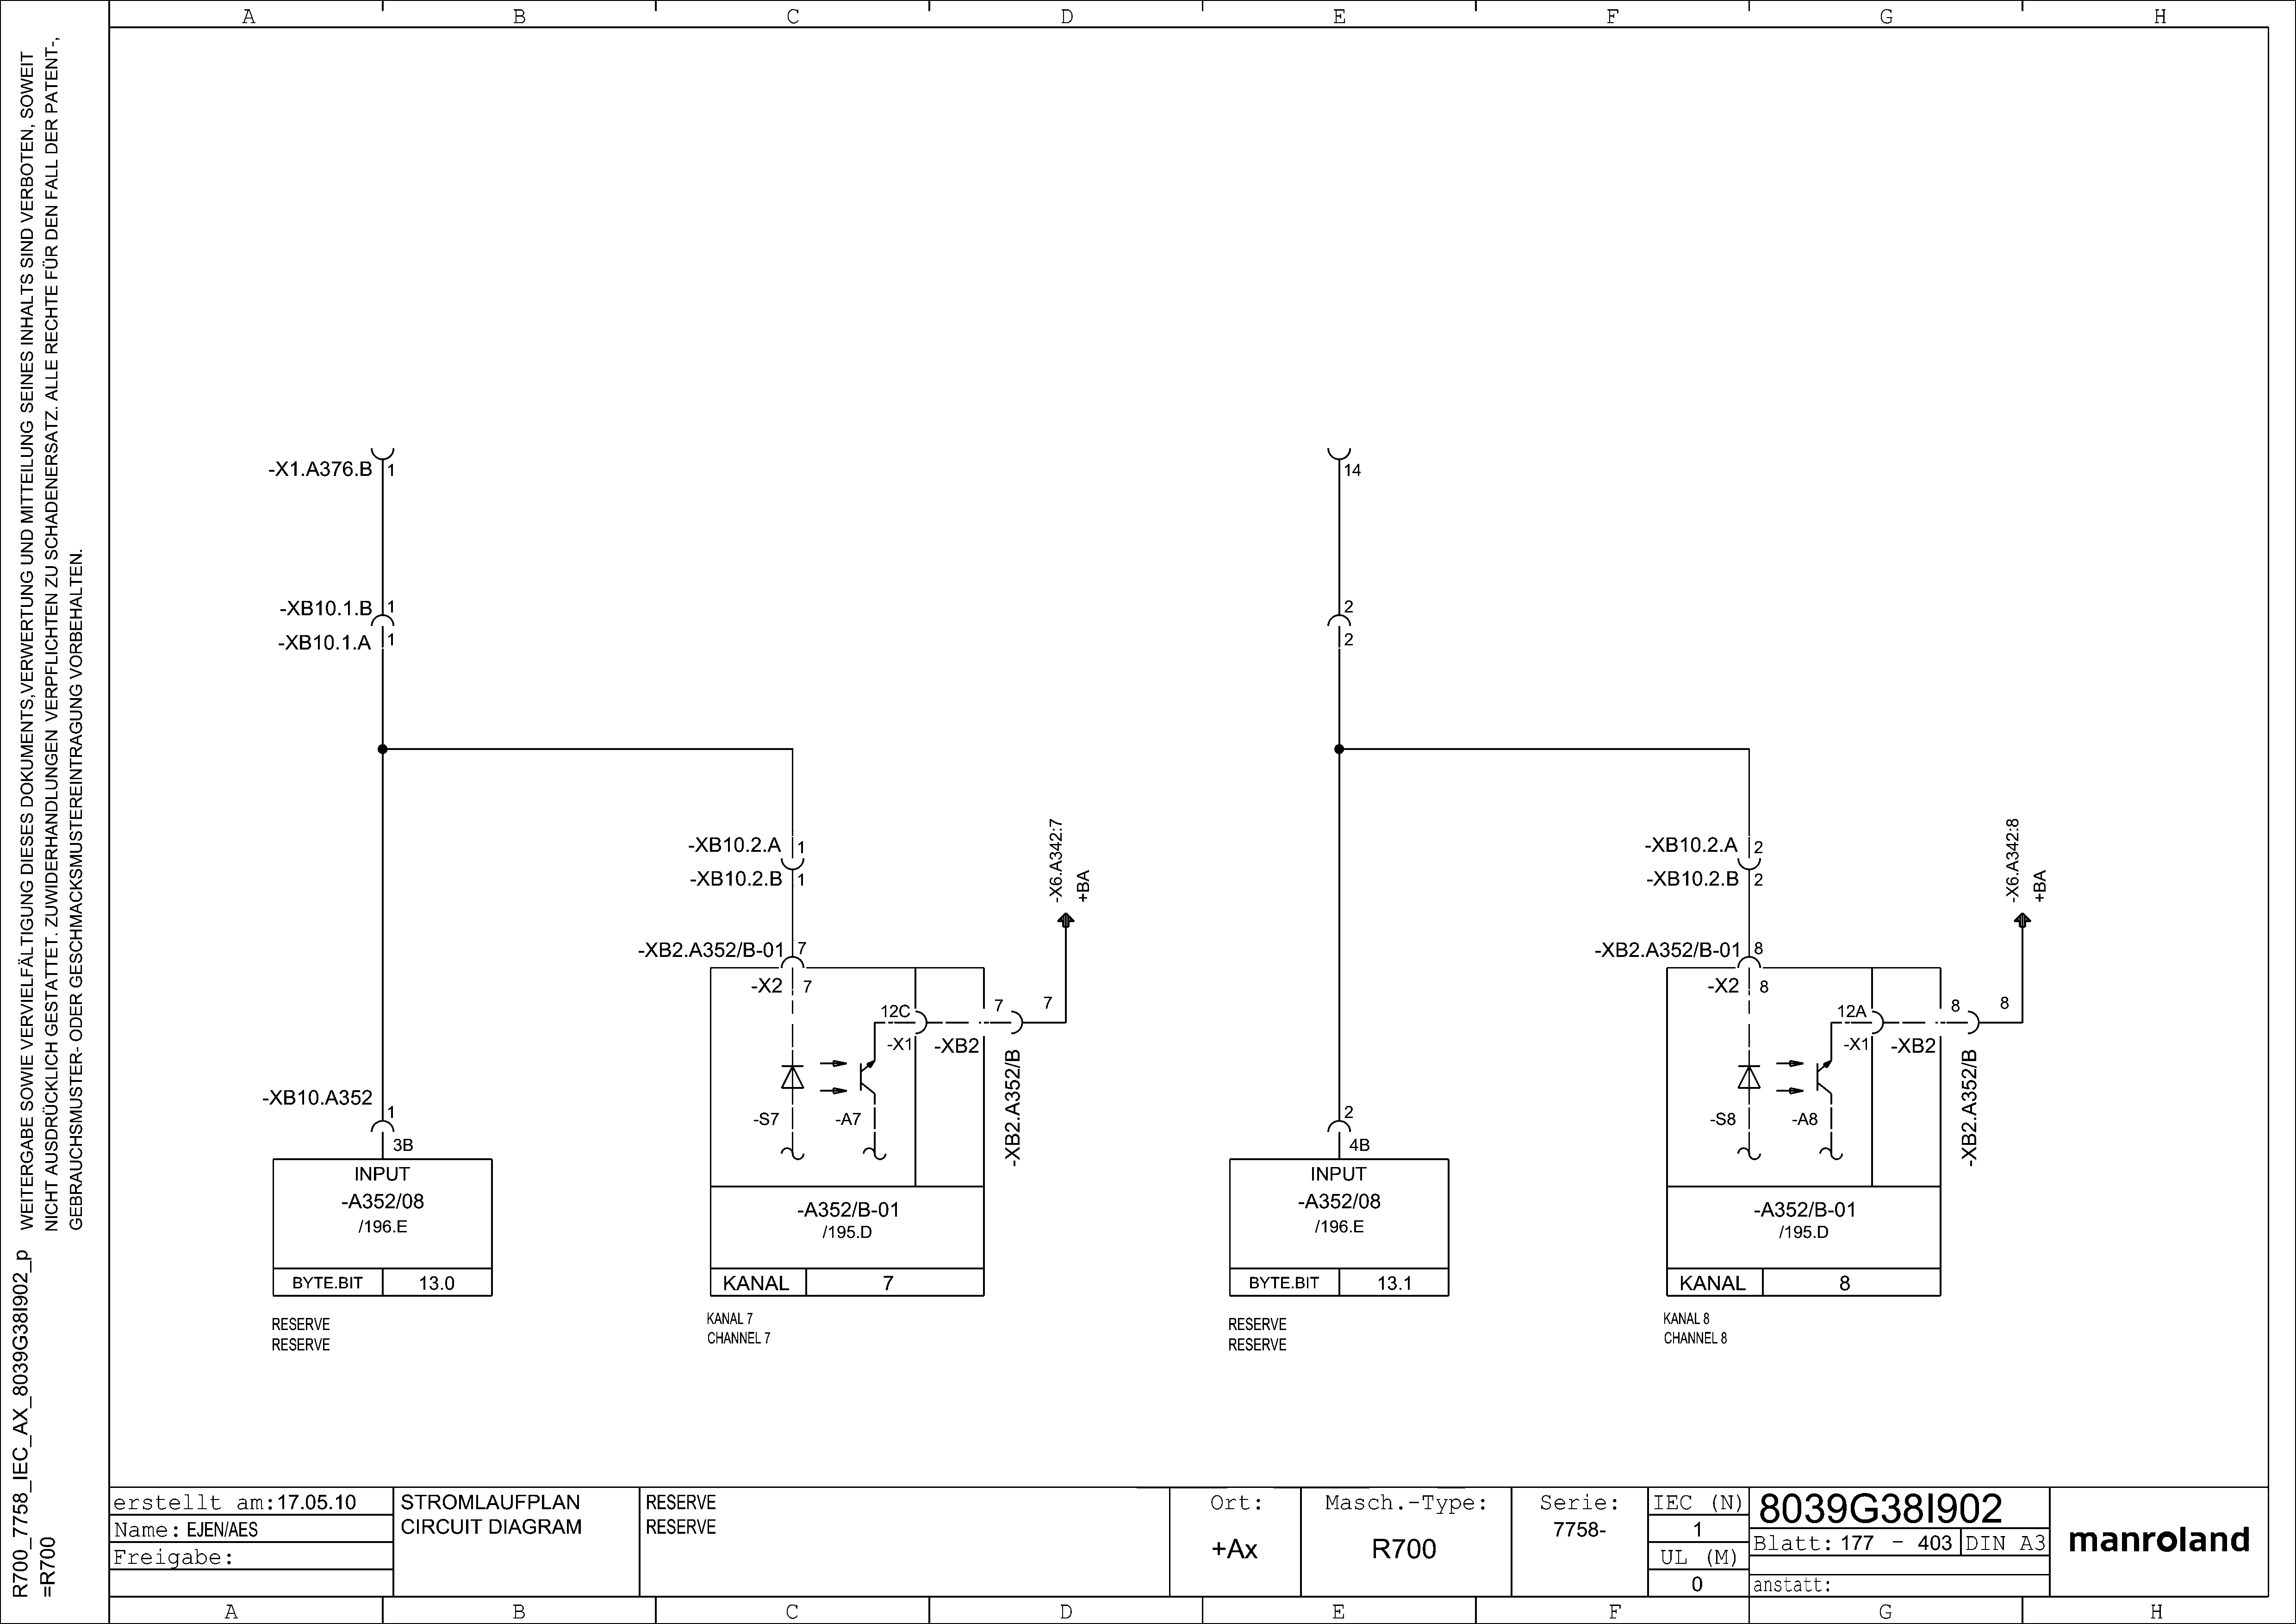 A B C D E F G H
WEITERGABE SOWIE VERVIELFÄLTIGUNG DIESES DOKUMENTS,VERWERTUNG UND MITTEILUNG SEINES INHALTS SIND VERBOTEN, SOWEIT
NICHT AUSDRÜCKLICH GESTATTET. ZUWIDERHANDLUNGEN VERPFLICHTEN ZU SCHADENERSATZ. ALLE RECHTE FÜR DEN FALL DER PATENT-,
GEBRAUCHSMUSTER- ODER GESCHMACKSMUSTEREINTRAGUNG VORBEHALTEN.
R700_7758_IEC_AX_8039G38I902_p
=R700
-X1.A376.B 1
-XB10.1.B 1
-XB10.1.A 1
-XB10.2.A 1
-XB10.2.B 1
-X6.A342:7
+BA
-XB2.A352/B-01 7
-X2 7
12C
7
7
-X1
-XB2
-XB2.A352/B
-S7
-A7
-XB10.A352 1
3B
INPUT
-A352/08
/196.E
BYTE.BIT 13.0
RESERVE
RESERVE
-A352/B-01
/195.D
KANAL 7
KANAL 7
CHANNEL 7
14
2
2
-XB10.2.A 2
-XB10.2.B 2
-X6.A342:8
+BA
-XB2.A352/B-01 8
-X2 8
12A
8
8
-X1
-XB2
-XB2.A352/B
-S8
-A8
2
4B
INPUT
-A352/08
/196.E
BYTE.BIT 13.1
RESERVE
RESERVE
-A352/B-01
/195.D
KANAL 8
KANAL 8
CHANNEL 8
erstellt am:17.05.10
Name: EJEN/AES
Freigabe:
STROMLAUFPLAN
CIRCUIT DIAGRAM
RESERVE
RESERVE
Ort:
+Ax
Masch.-Type:
R700
Serie:
7758-
IEC (N)
1
UL (M)
0
8039G38I902
Blatt: 177 - 403 DIN A3
anstatt:
manroland
A B C D E F G H